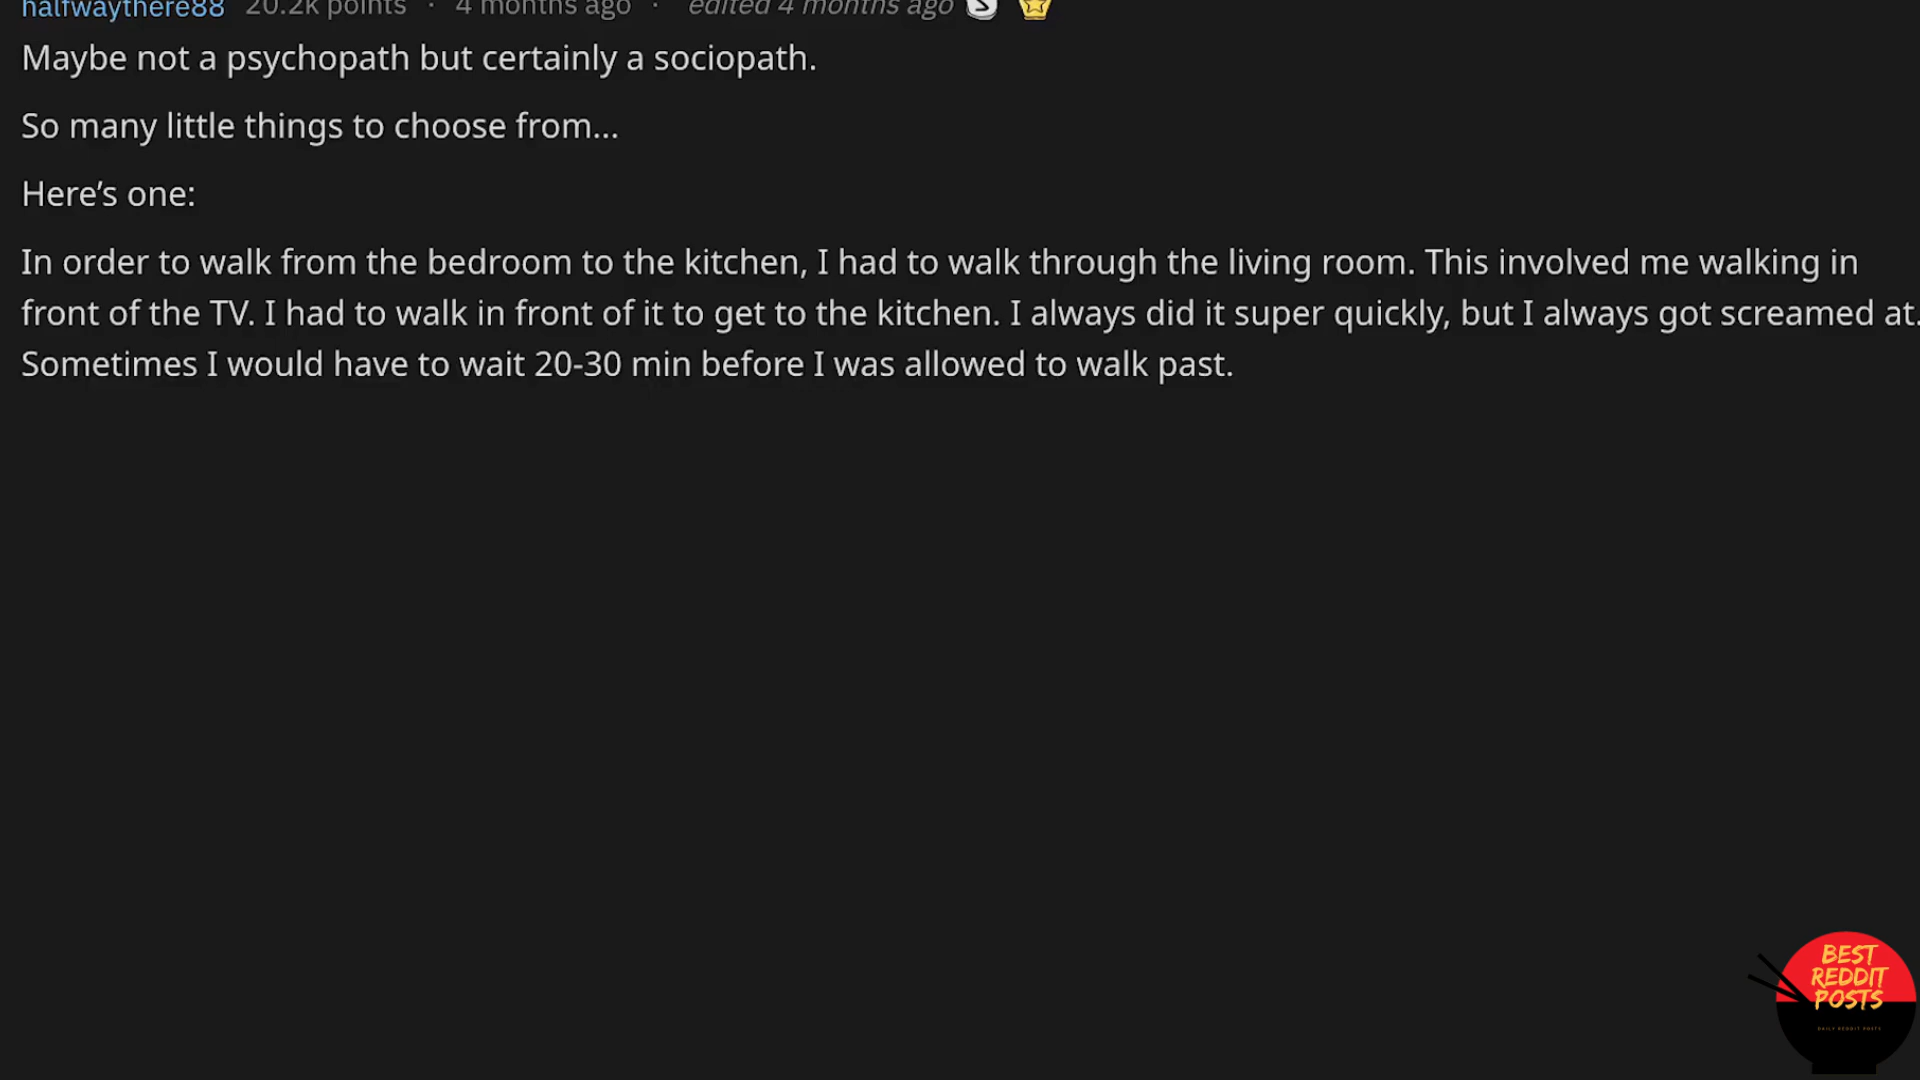 halfwaythere88 20.2k points · 4 months ago · edited 4 months ago S
Maybe not a psychopath but certainly a sociopath.
So many little things to choose from...
Here’s one:
In order to walk from the bedroom to the kitchen, I had to walk through the living room. This involved me walking in
front of the TV. I had to walk in front of it to get to the kitchen. I always did it super quickly, but I always got screamed at.
Sometimes I would have to wait 20-30 min before I was allowed to walk past.
BEST
REDDIT
POSTS
DAILY REDDIT POSTS